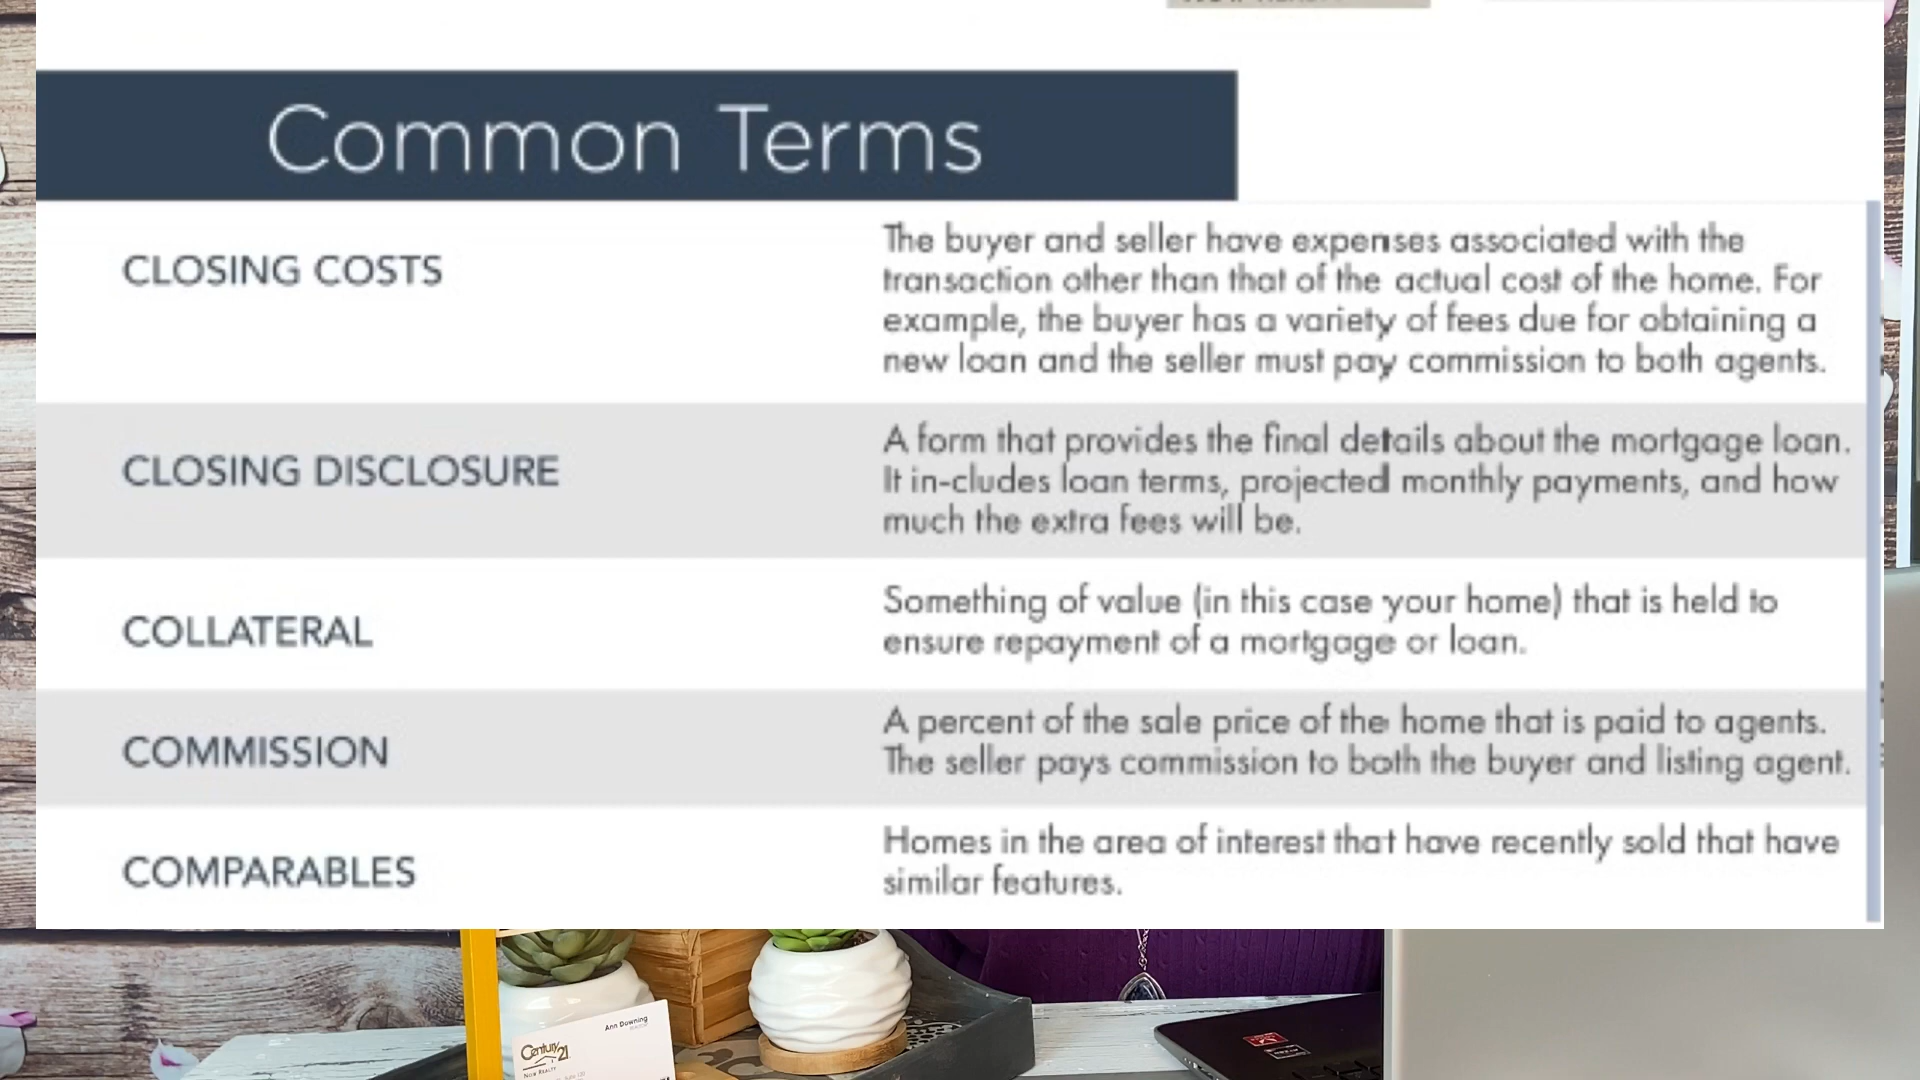 Common Terms
CLOSING COSTS
The buyer and seller have expenses associated with the
transaction other than that of the actual cost of the home. For
example, the buyer has a variety of fees due for obtaining a
new loan and the seller must pay commission to both agents.
CLOSING DISCLOSURE
A form that provides the final details about the mortgage loan.
It in-cludes loan terms, projected monthly payments, and how
much the extra fees will be.
COLLATERAL
Something of value (in this case your home) that is held to
ensure repayment of a mortgage or loan.
COMMISSION
A percent of the sale price of the home that is paid to agents.
The seller pays commission to both the buyer and listing agent.
COMPARABLES
Homes in the area of interest that have recently sold that have
similar features.
Ann Downing
Century 21
Noir Realty